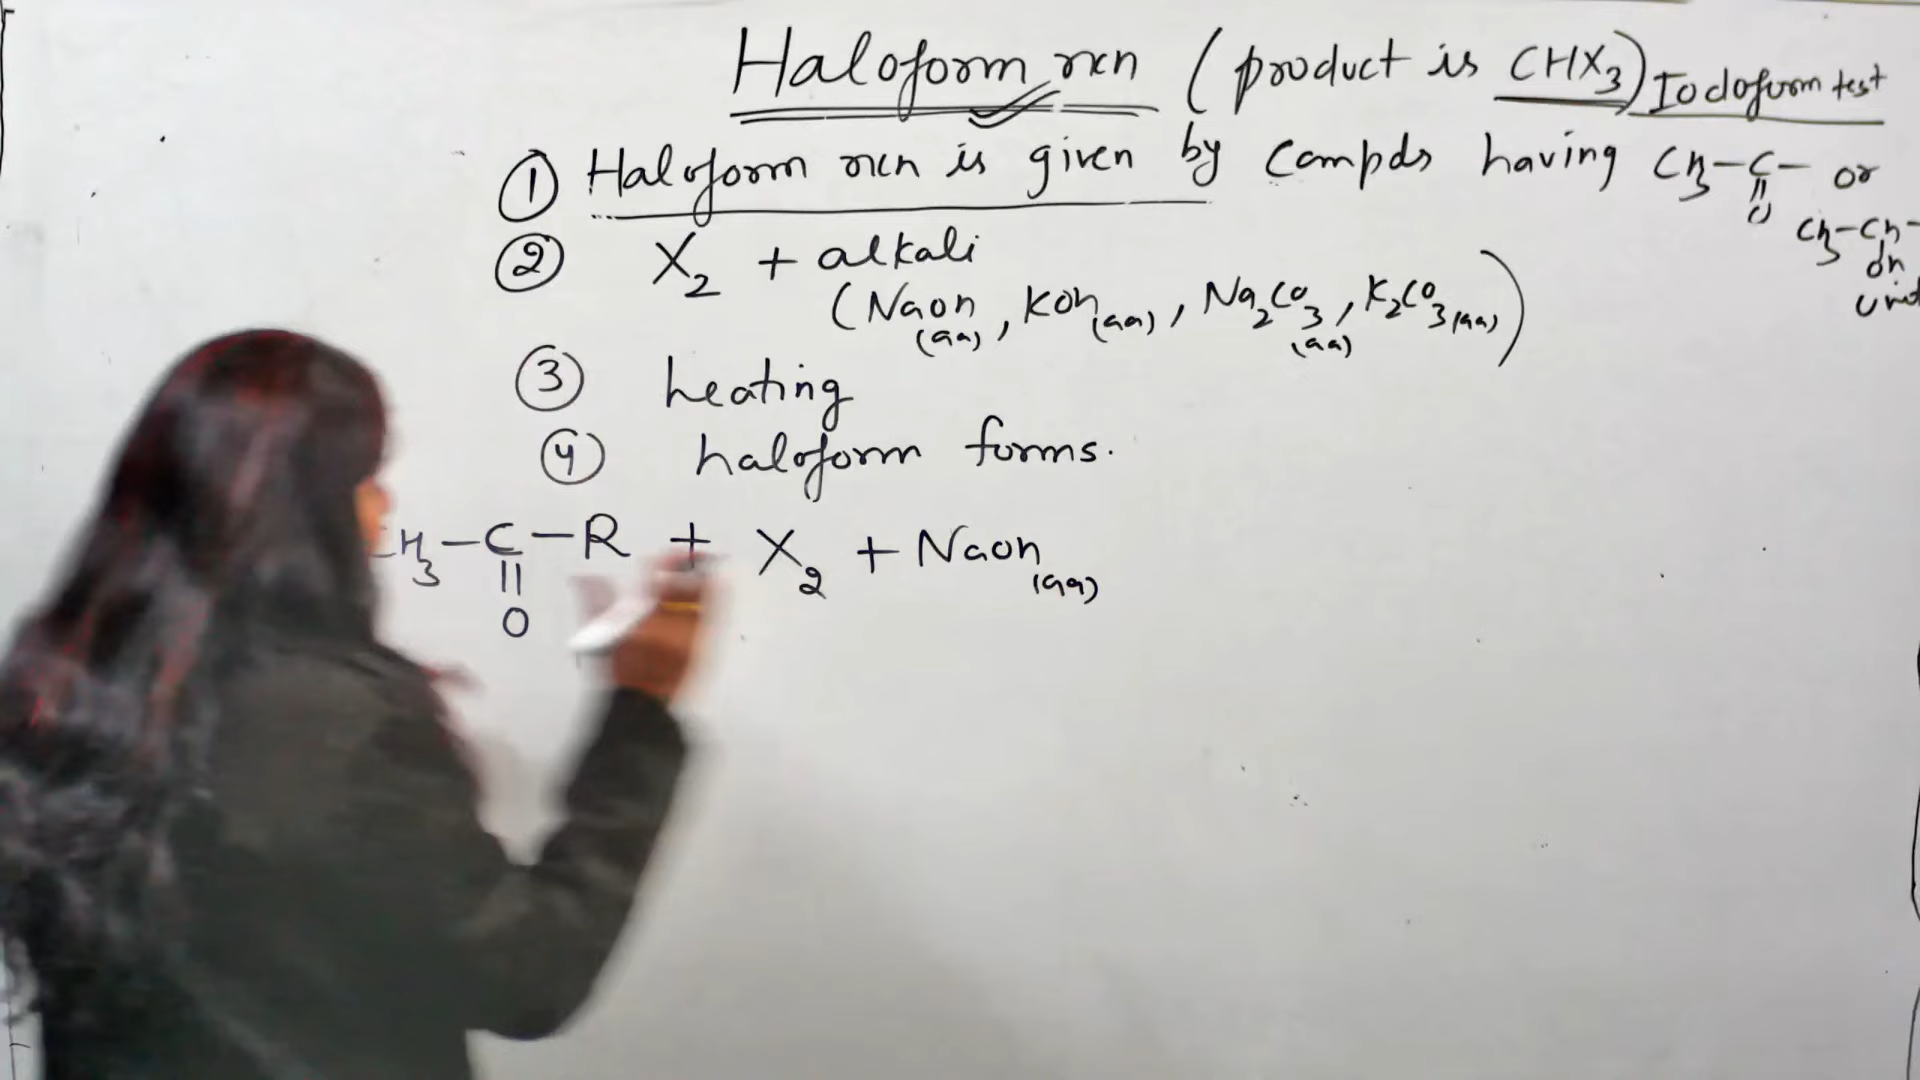 Haloform rxn (product is CHX3) Iodoform test
① Haloform rxn is given by compds having CH3-C- or
||
O
CH3-CH-
|
OH
② X2 + alkali
(NaOH(aq), KOH(aq), Na2CO3(aq), K2CO3(aq))
③ heating
④ haloform forms.
CH3-C-R + X2 + NaOH(aq)
||
O